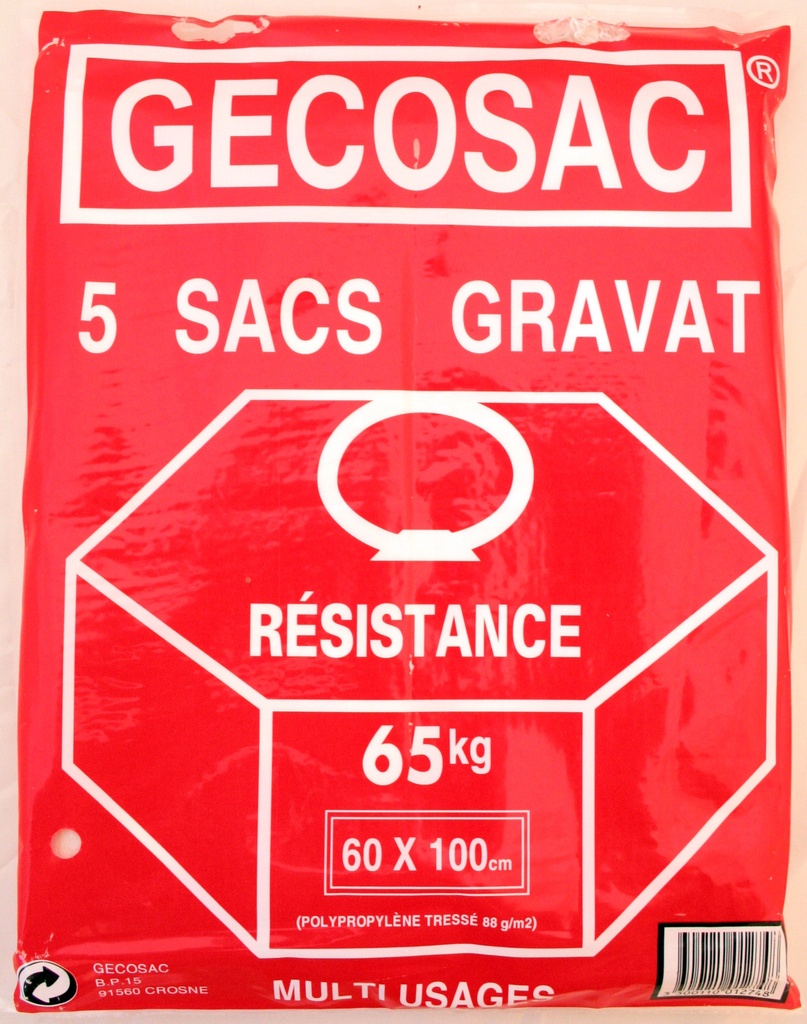 GECOSAC
®
5 SACS GRAVAT
RÉSISTANCE
65kg
60 X 100cm
(POLYPROPYLÈNE TRESSÉ 88 g/m2)
GECOSAC
B.P.15
91560 CROSNE
MULTI USAGES